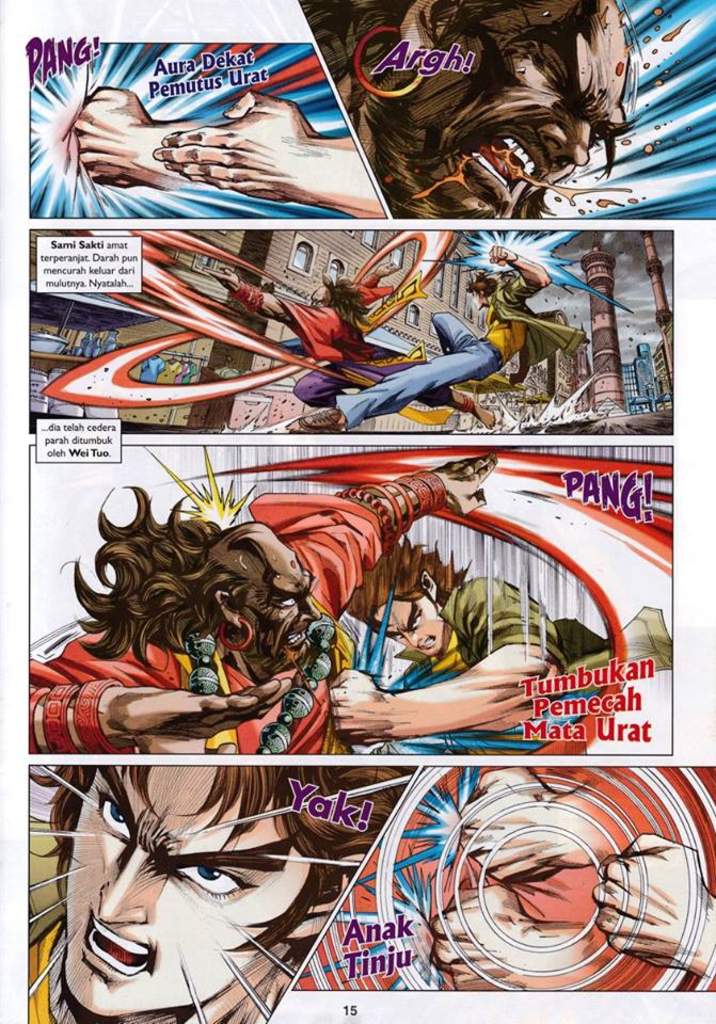 PANG!
Aura Dekat
Pemutus Urat
Argh!
Sami Sakti amat
terperanjat. Darah pun
mencurah keluar dari
mulutnya. Nyatalah...
...dia telah cedera
parah ditumbuk
oleh Wei Tuo.
PANG!
Tumbukan
Pemecah
Mata Urat
Yak!
Anak
Tinju
15